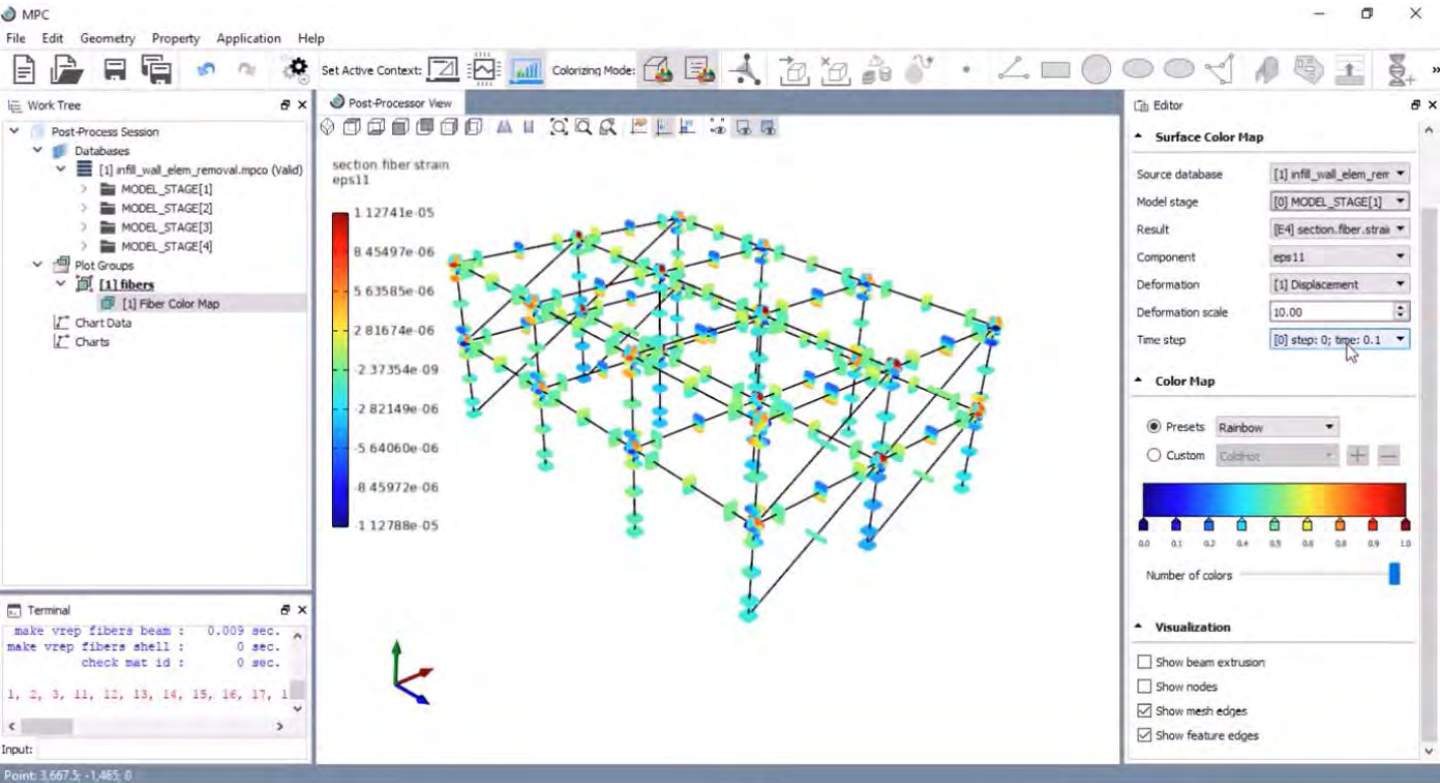 MPC
File Edit Geometry Property Application Help
Set Active Context:
Colorizing Mode:
»
Work Tree
Post-Process Session
Databases
[1] infill_wall_elem_removal.mpco (Valid)
MODEL_STAGE[1]
MODEL_STAGE[2]
MODEL_STAGE[3]
MODEL_STAGE[4]
Plot Groups
[1] fibers
[1] Fiber Color Map
Chart Data
Charts
Terminal
make vrep fibers beam : 0.009 sec.
make vrep fibers shell : 0 sec.
check mat id : 0 sec.
1, 2, 3, 11, 12, 13, 14, 15, 16, 17, 1
Input:
Point: 3,667.5; -1,465; 0
Post-Processor View
section fiber strain
eps11
1.12741e-05
8.45497e-06
5.63585e-06
2.81674e-06
-2.37354e-09
-2.82149e-06
-5.64060e-06
-8.45972e-06
-1.12788e-05
Editor
Surface Color Map
Source database [1] infill_wall_elem_rem
Model stage [0] MODEL_STAGE[1]
Result [E4] section.fiber.strai
Component eps11
Deformation [1] Displacement
Deformation scale 10.00
Time step [0] step: 0; time: 0.1
Color Map
Presets Rainbow
Custom ColdHot
0.0 0.1 0.2 0.4 0.5 0.6 0.8 0.9 1.0
Number of colors
Visualization
Show beam extrusion
Show nodes
Show mesh edges
Show feature edges